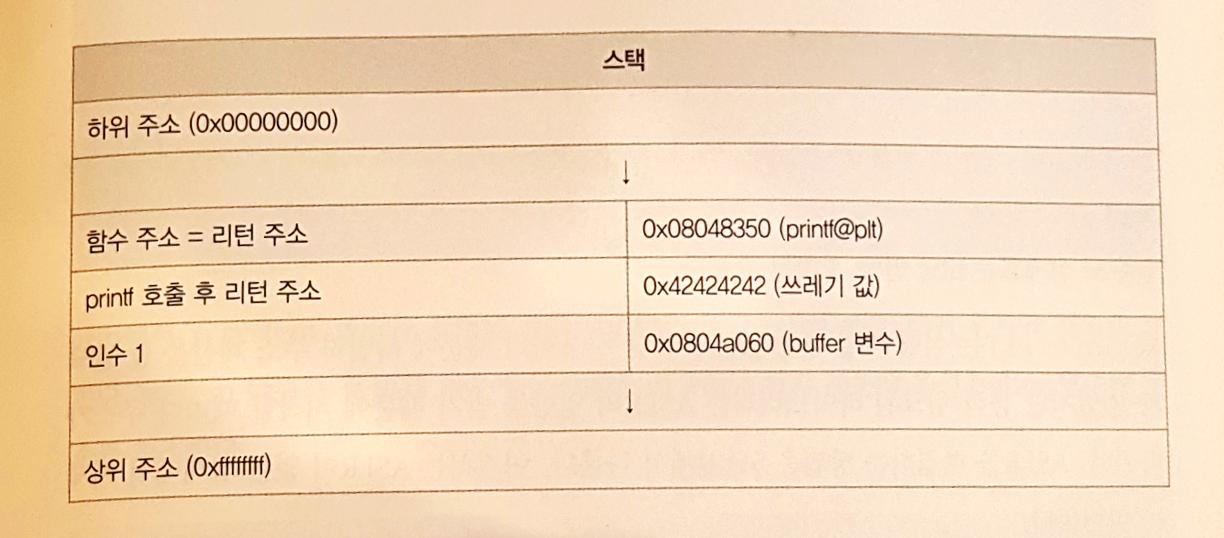 스택
하위 주소 (0x00000000)
↓
함수 주소 = 리턴 주소 0x08048350 (printf@plt)
printf 호출 후 리턴 주소 0x42424242 (쓰레기 값)
인수 1 0x0804a060 (buffer 변수)
↓
상위 주소 (0xffffffff)